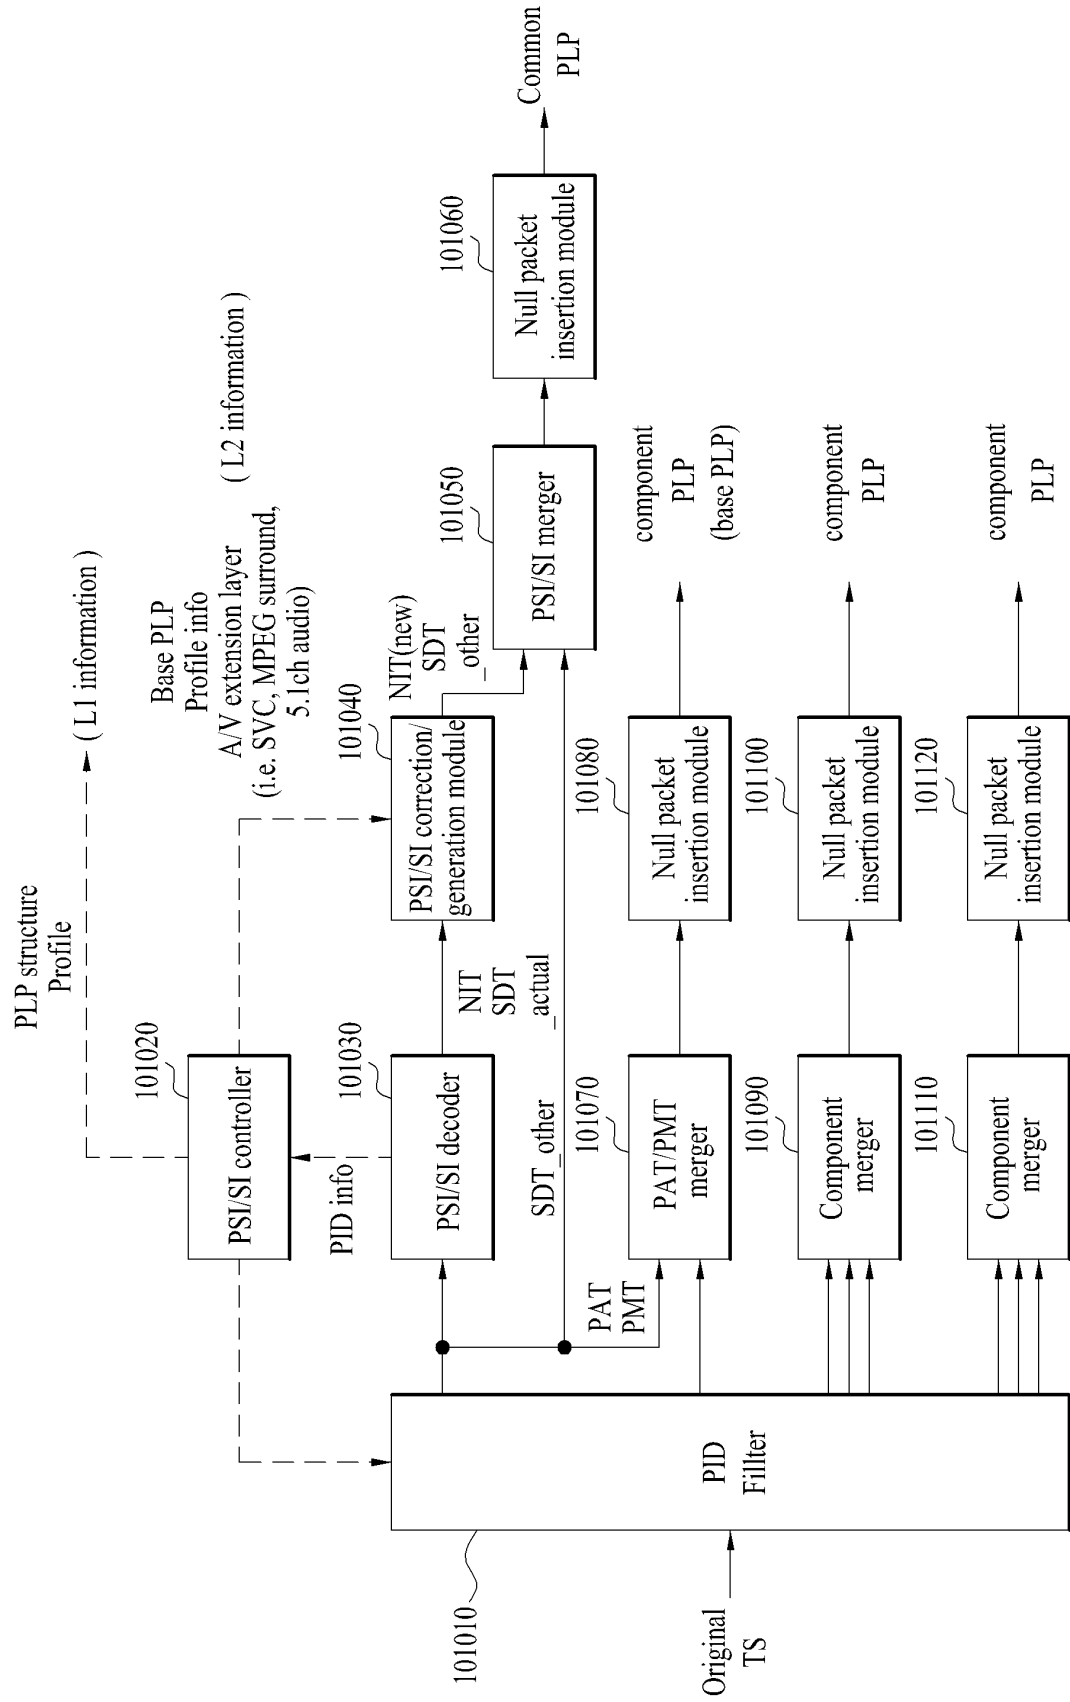 PLP structure
Profile
( L1 information )
Base PLP
Profile info
A/V extension layer
(i.e. SVC, MPEG surround,
5.1ch audio)
( L2 information )
101020
PSI/SI controller
PID info
101030
PSI/SI decoder
NIT
SDT
_actual
101040
PSI/SI correction/
generation module
NIT(new)
SDT
_other
101050
PSI/SI merger
101060
Null packet
insertion module
Common
PLP
SDT_other
PAT
PMT
101070
PAT/PMT
merger
101080
Null packet
insertion module
component
PLP
(base PLP)
101090
Component
merger
101100
Null packet
insertion module
component
PLP
101110
Component
merger
101120
Null packet
insertion module
component
PLP
101010
PID
Fillter
Original
TS